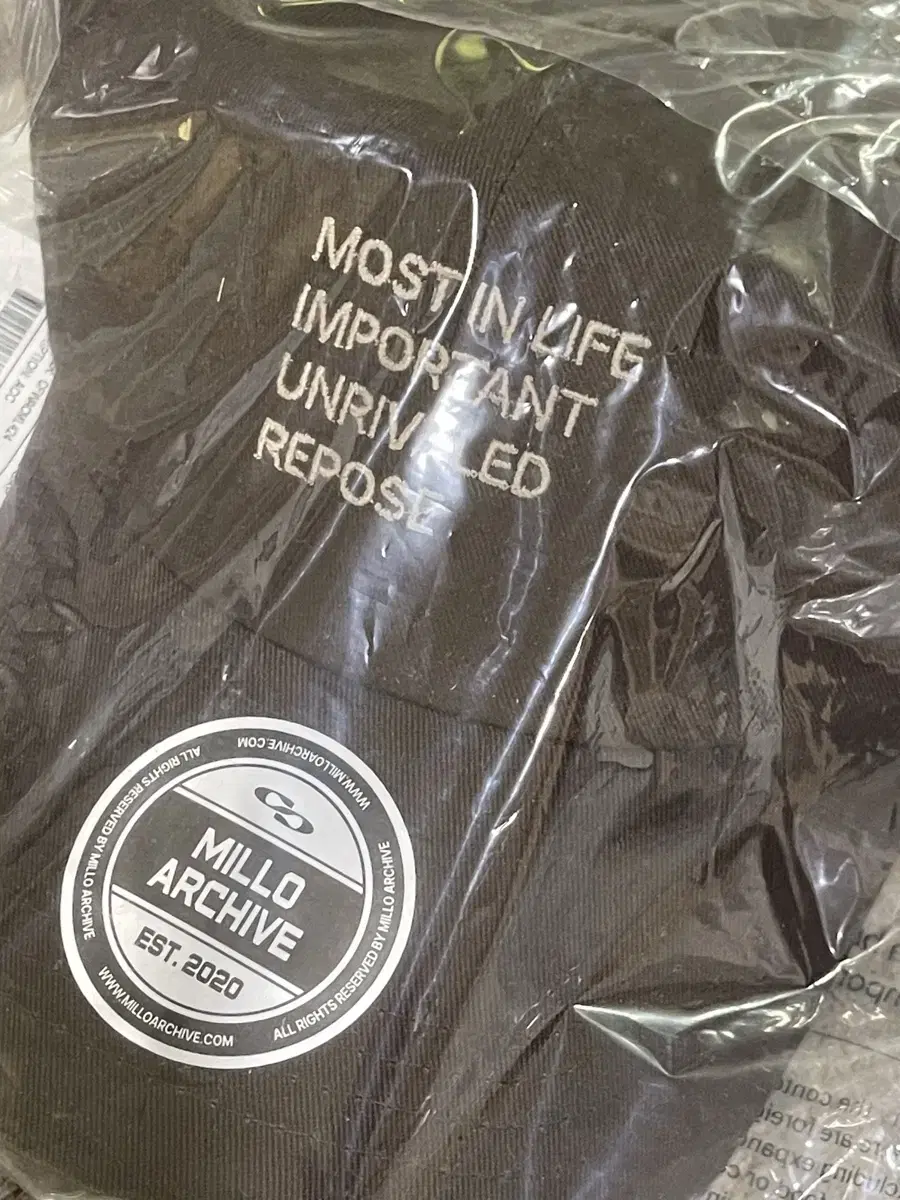 MOST IN LIFE
IMPORTANT
UNRIVALED
REPOSE
WWW.MILLOARCHIVE.COM
ALL RIGHTS RESERVED BY MILLO ARCHIVE
MILLO
ARCHIVE
EST. 2020
WWW.MILLOARCHIVE.COM
ALL RIGHTS RESERVED BY MILLO ARCHIVE